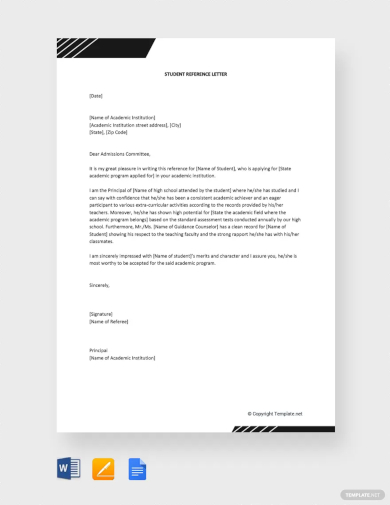 STUDENT REFERENCE LETTER
[Date]
[Name of Academic Institution]
[Academic Institution street address], [City]
[State], [Zip Code]
Dear Admissions Committee,
It is my great pleasure in writing this reference for [Name of Student], who is applying for [State
academic program applied for] in your academic institution.
I am the Principal of [Name of high school attended by the student] where he/she has studied and I
can say with confidence that he/she has been a consistent academic achiever and an eager
participant to various extra-curricular activities according to the records provided by his/her
teachers. Moreover, he/she has shown high potential for [State the academic field where the
academic program belongs] based on the standard assessment tests conducted annually by our high
school. Furthermore, Mr./Ms. [Name of Guidance Counselor] has a clean record for [Name of
Student] showing his respect to the teaching faculty and the strong rapport he/she has with his/her
classmates.
I am sincerely impressed with [Name of student]'s merits and character and I assure you, he/she is
most worthy to be accepted for the said academic program.
Sincerely,
[Signature]
[Name of Referee]
Principal
[Name of Academic Institution]
© Copyright Template.net
W
TEMPLATE.NET